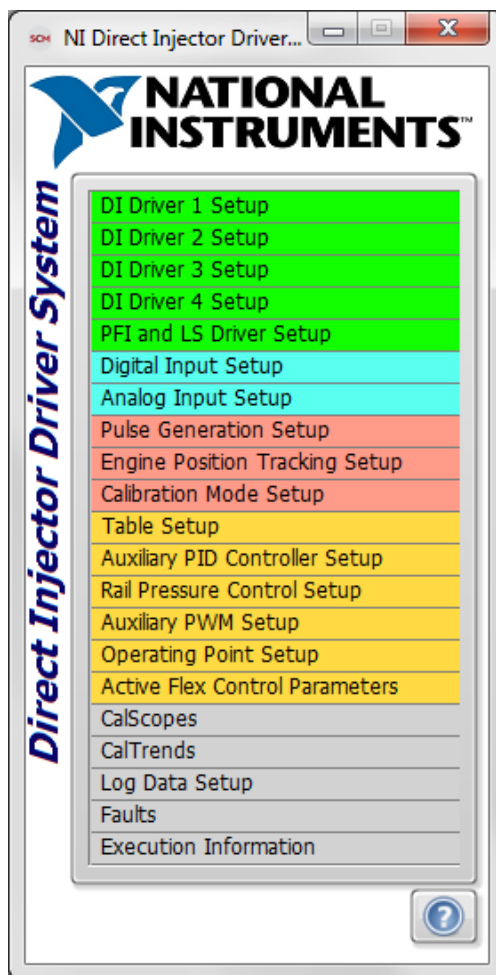 SCM NI Direct Injector Driver...
NATIONAL
INSTRUMENTS™
Direct Injector Driver System
DI Driver 1 Setup
DI Driver 2 Setup
DI Driver 3 Setup
DI Driver 4 Setup
PFI and LS Driver Setup
Digital Input Setup
Analog Input Setup
Pulse Generation Setup
Engine Position Tracking Setup
Calibration Mode Setup
Table Setup
Auxiliary PID Controller Setup
Rail Pressure Control Setup
Auxiliary PWM Setup
Operating Point Setup
Active Flex Control Parameters
CalScopes
CalTrends
Log Data Setup
Faults
Execution Information
?